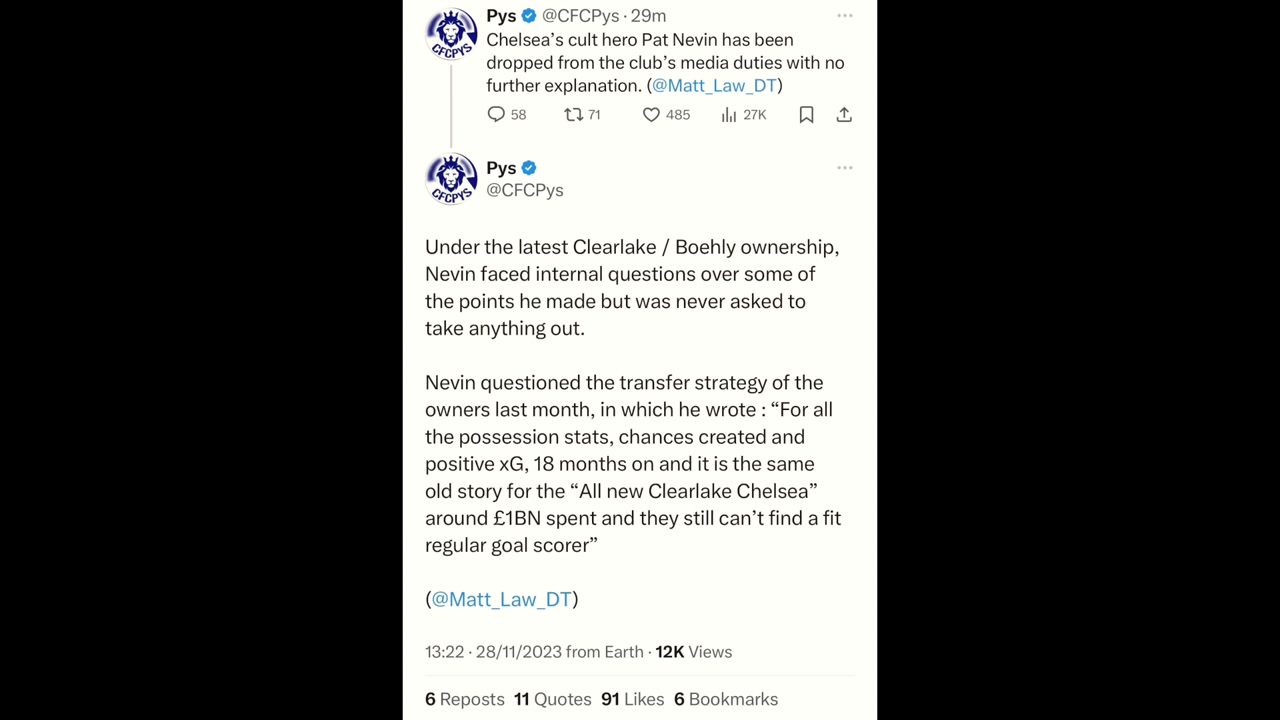 Pys @CFCPys · 29m
Chelsea’s cult hero Pat Nevin has been
dropped from the club’s media duties with no
further explanation. (@Matt_Law_DT)
58 71 485 27K
CFCPYS
Pys
@CFCPys
CFCPYS
Under the latest Clearlake / Boehly ownership,
Nevin faced internal questions over some of
the points he made but was never asked to
take anything out.
Nevin questioned the transfer strategy of the
owners last month, in which he wrote : “For all
the possession stats, chances created and
positive xG, 18 months on and it is the same
old story for the “All new Clearlake Chelsea”
around £1BN spent and they still can’t find a fit
regular goal scorer”
(@Matt_Law_DT)
13:22 · 28/11/2023 from Earth · 12K Views
6 Reposts 11 Quotes 91 Likes 6 Bookmarks